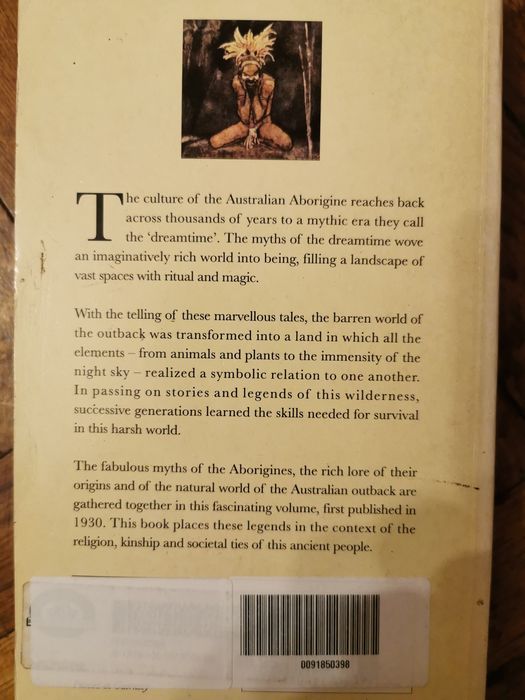 The culture of the Australian Aborigine reaches back
across thousands of years to a mythic era they call
the 'dreamtime'. The myths of the dreamtime wove
an imaginatively rich world into being, filling a landscape of
vast spaces with ritual and magic.
With the telling of these marvellous tales, the barren world of
the outback was transformed into a land in which all the
elements – from animals and plants to the immensity of the
night sky – realized a symbolic relation to one another.
In passing on stories and legends of this wilderness,
successive generations learned the skills needed for survival
in this harsh world.
The fabulous myths of the Aborigines, the rich lore of their
origins and of the natural world of the Australian outback are
gathered together in this fascinating volume, first published in
1930. This book places these legends in the context of the
religion, kinship and societal ties of this ancient people.
0091850398